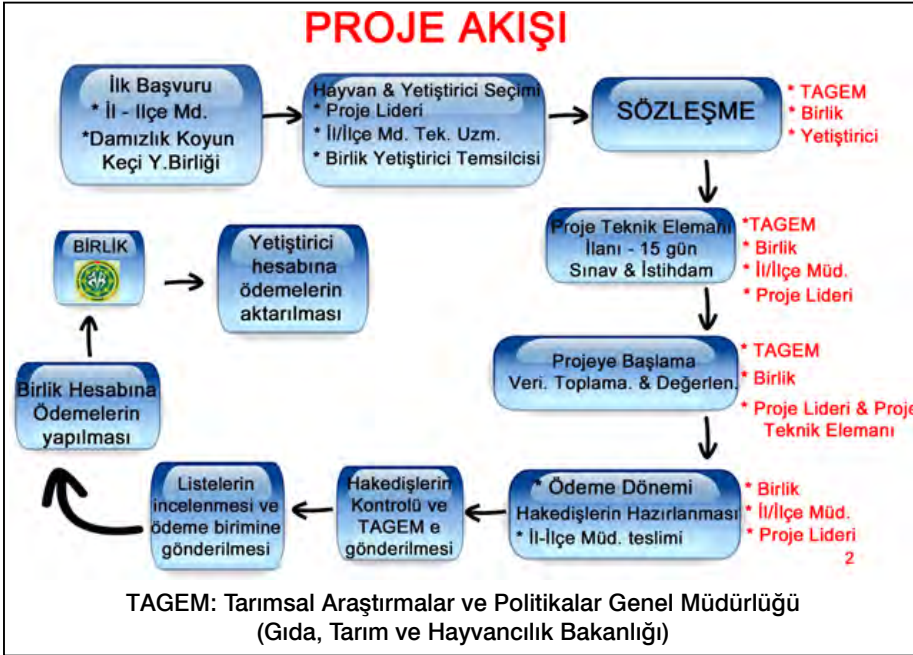 PROJE AKIŞI
İlk Başvuru
* İl - Ilçe Md.
*Damızlık Koyun
Keçi Y.Birliği
Hayvan & Yetiştirici Seçimi
* Proje Lideri
* İl/İlçe Md. Tek. Uzm.
* Birlik Yetiştirici Temsilcisi
SÖZLEŞME
* TAGEM
* Birlik
* Yetiştirici
Proje Teknik Elemanı
İlanı - 15 gün
Sınav & İstihdam
*TAGEM
* Birlik
* İl/İlçe Müd.
* Proje Lideri
Projeye Başlama
Veri. Toplama. & Değerlen.
* TAGEM
* Birlik
* Proje Lideri & Proje
Teknik Elemanı
* Ödeme Dönemi
Hakedişlerin Hazırlanması
* İl-İlçe Müd. teslimi
* Birlik
* İl/İlçe Müd.
* Proje Lideri
Hakedişlerin
Kontrolü ve
TAGEM e
gönderilmesi
Listelerin
incelenmesi ve
ödeme birimine
gönderilmesi
Birlik Hesabına
Ödemelerin
yapılması
BİRLİK
Yetiştirici
hesabına
ödemelerin
aktarılması
2
TAGEM: Tarımsal Araştırmalar ve Politikalar Genel Müdürlüğü
(Gıda, Tarım ve Hayvancılık Bakanlığı)